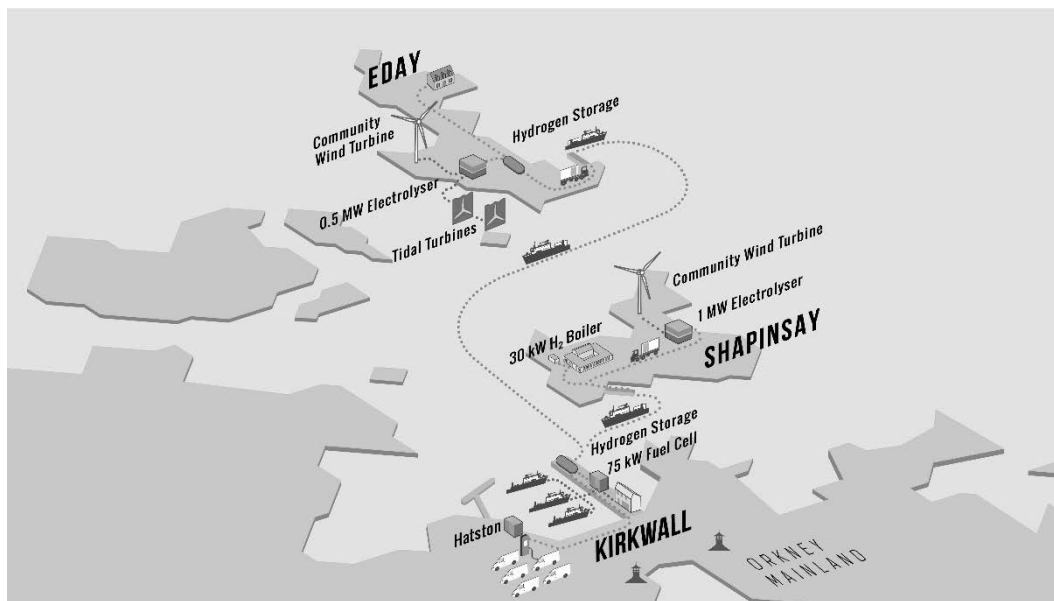 EDAY
Community
Wind Turbine
Hydrogen Storage
0.5 MW Electrolyser
Tidal Turbines
Community Wind Turbine
1 MW Electrolyser
30 kW H₂ Boiler
SHAPINSAY
Hydrogen Storage
75 kW Fuel Cell
Hatston
KIRKWALL
ORKNEY
MAINLAND